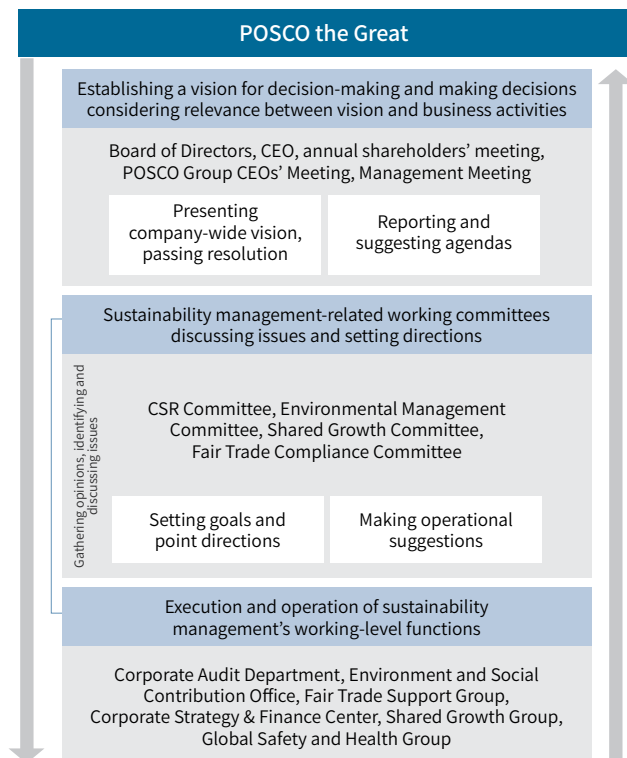 POSCO the Great
Establishing a vision for decision-making and making decisions
considering relevance between vision and business activities
Board of Directors, CEO, annual shareholders’ meeting,
POSCO Group CEOs’ Meeting, Management Meeting
Presenting
company-wide vision,
passing resolution
Reporting and
suggesting agendas
Sustainability management-related working committees
discussing issues and setting directions
Gathering opinions, identifying and
discussing issues
CSR Committee, Environmental Management
Committee, Shared Growth Committee,
Fair Trade Compliance Committee
Setting goals and
point directions
Making operational
suggestions
Execution and operation of sustainability
management’s working-level functions
Corporate Audit Department, Environment and Social
Contribution Office, Fair Trade Support Group,
Corporate Strategy & Finance Center, Shared Growth Group,
Global Safety and Health Group